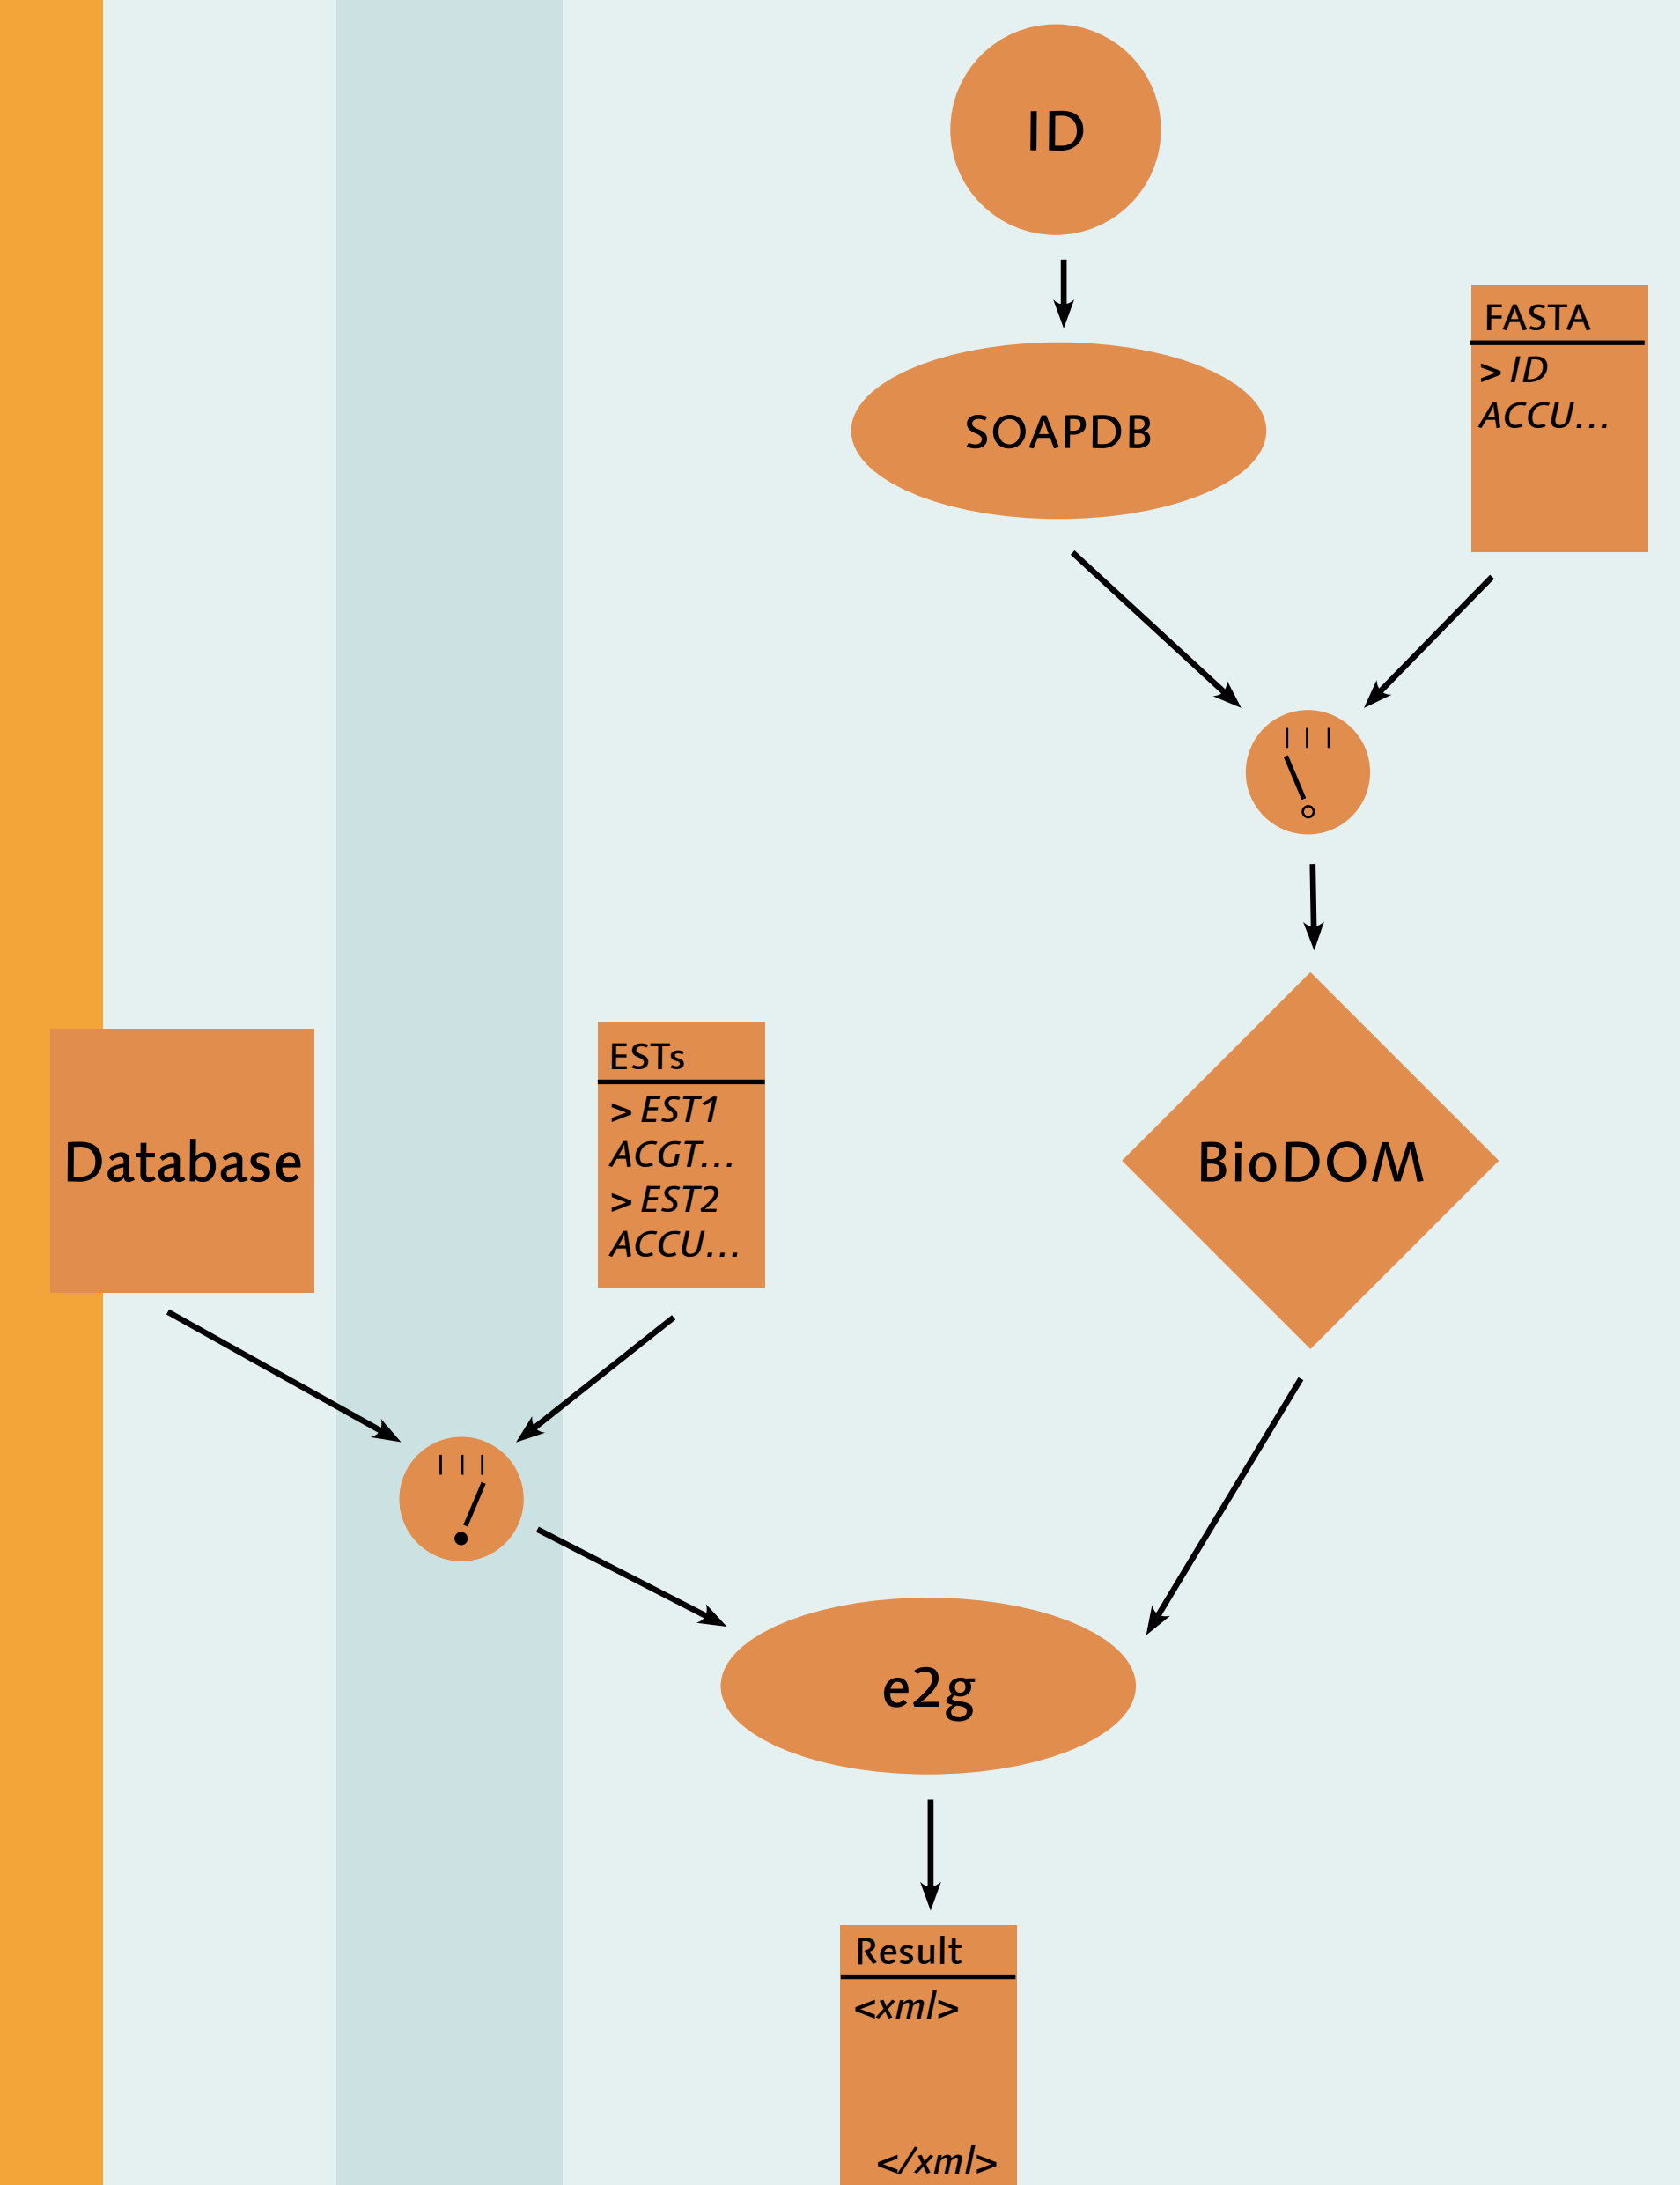 ID
SOAPDB
FASTA
> ID
ACCU...
Database
ESTs
> EST1
ACGT...
> EST2
ACCU...
BioDOM
e2g
Result
<xml>
</xml>